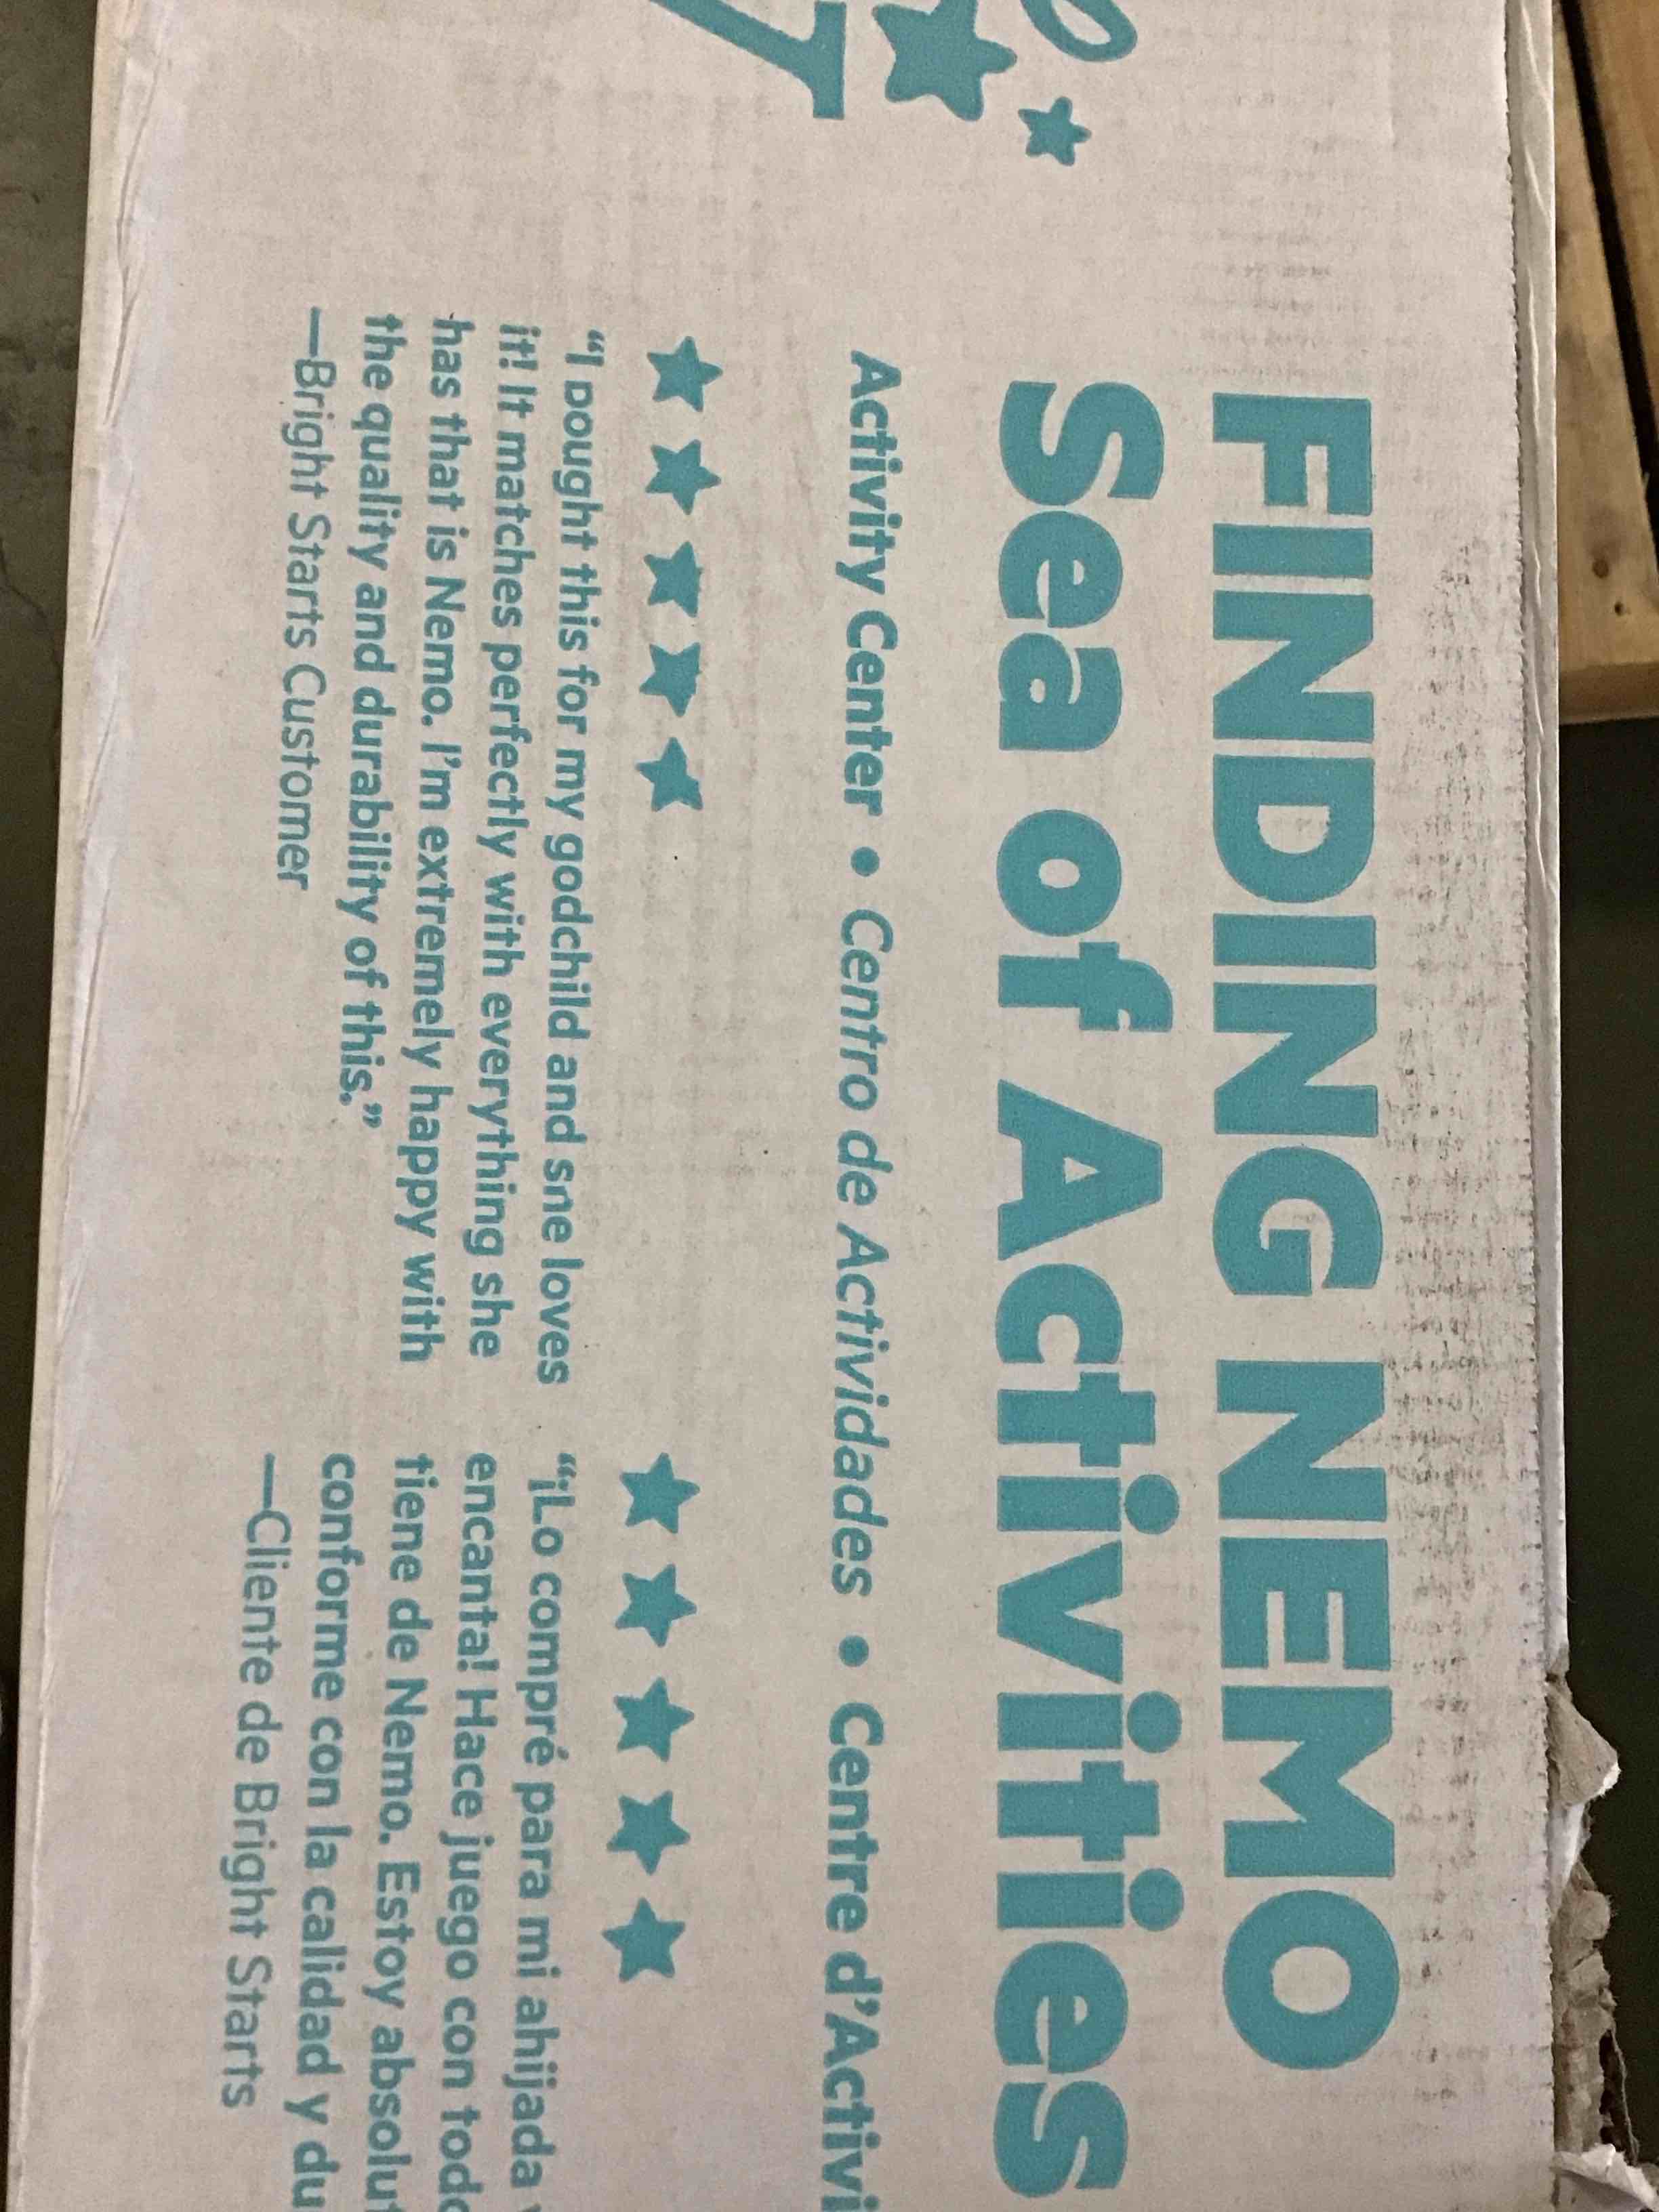 FINDING NEMO
Sea of Activities
Activity Center • Centro de Actividades • Centre d'Activi
"I bought this for my godchild and she loves
it! It matches perfectly with everything she
has that is Nemo. I'm extremely happy with
the quality and durability of this."
—Bright Starts Customer
"¡Lo compré para mi ahijada
encanta! Hace juego con todo
tiene de Nemo. Estoy absolut
conforme con la calidad y du
—Cliente de Bright Starts